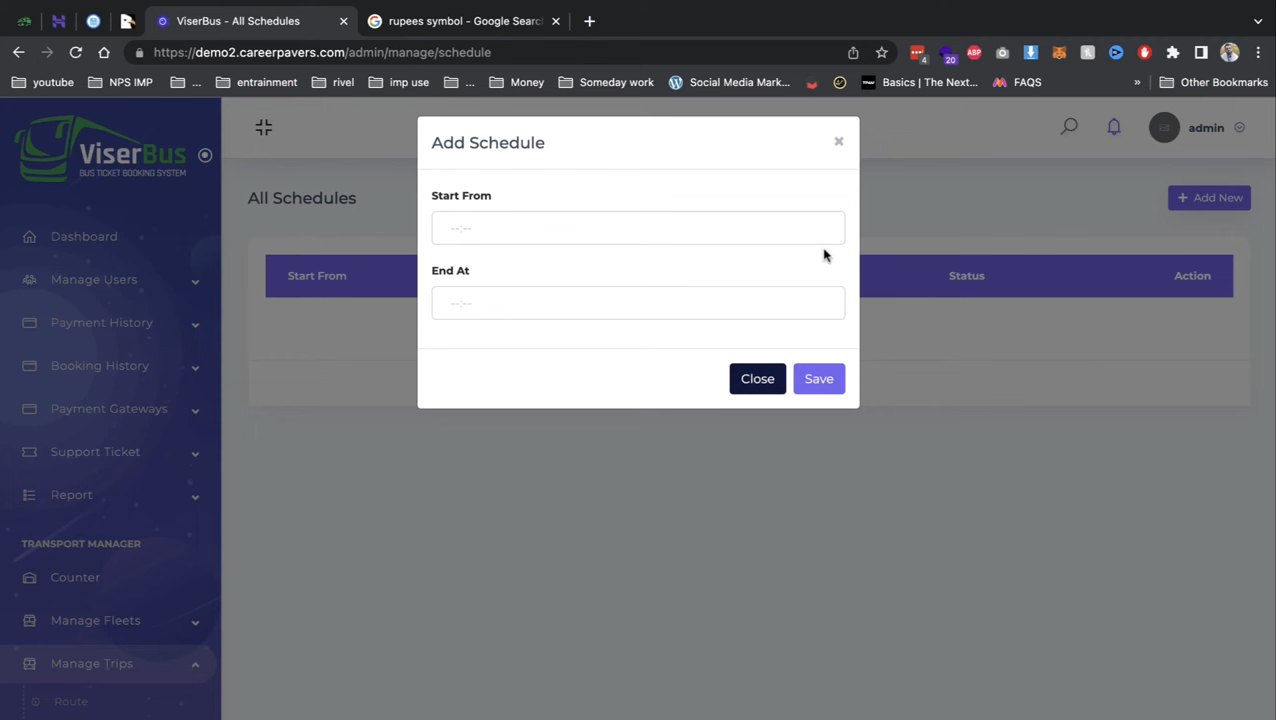 ViserBus - All Schedules
rupees symbol - Google Search
https://demo2.careerpavers.com/admin/manage/schedule
4
20
ABP
youtube
NPS IMP
...
entrainment
rivel
imp use
...
Money
Someday work
Social Media Mark...
Basics | The Next...
FAQS
»
Other Bookmarks
ViserBus
BUS TICKET BOOKING SYSTEM
admin
Add Schedule
All Schedules
+ Add New
Start From
--:--
End At
--:--
Close
Save
Start From
Status
Action
Dashboard
Manage Users
Payment History
Booking History
Payment Gateways
Support Ticket
Report
TRANSPORT MANAGER
Counter
Manage Fleets
Manage Trips
Route